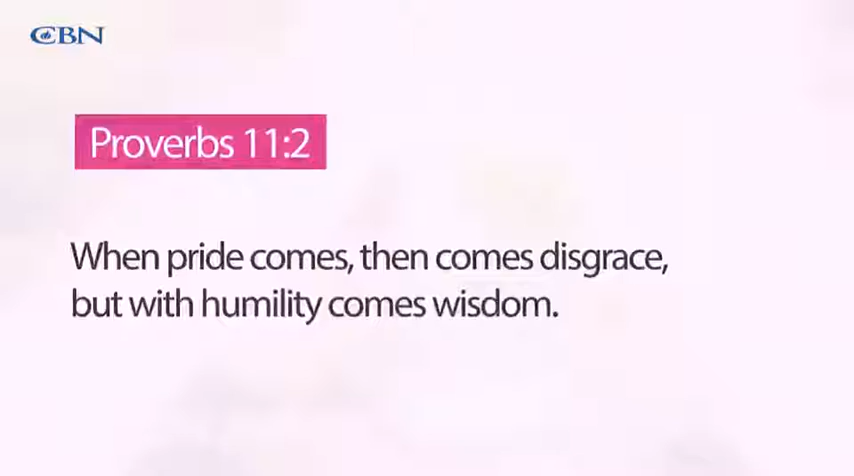 CBN
Proverbs 11:2
When pride comes, then comes disgrace,
but with humility comes wisdom.